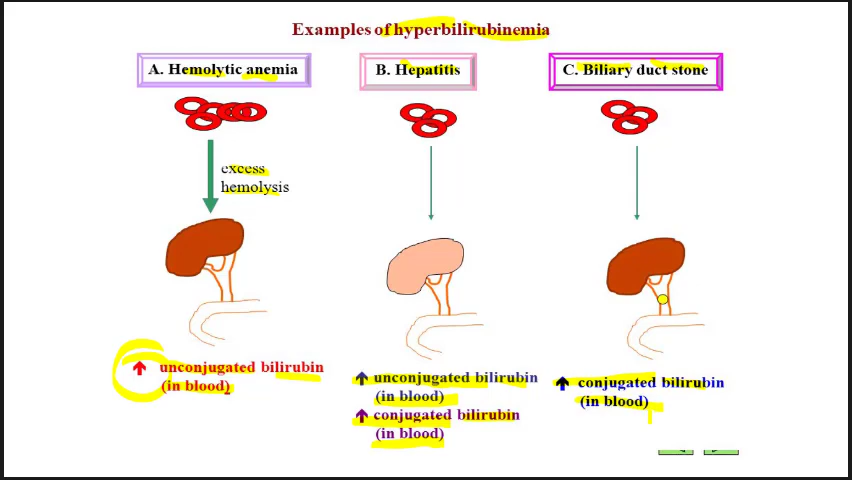 Examples of hyperbilirubinemia
A. Hemolytic anemia
B. Hepatitis
C. Biliary duct stone
excess
hemolysis
↑ unconjugated bilirubin
(in blood)
↑ unconjugated bilirubin
(in blood)
↑ conjugated bilirubin
(in blood)
↑ conjugated bilirubin
(in blood)